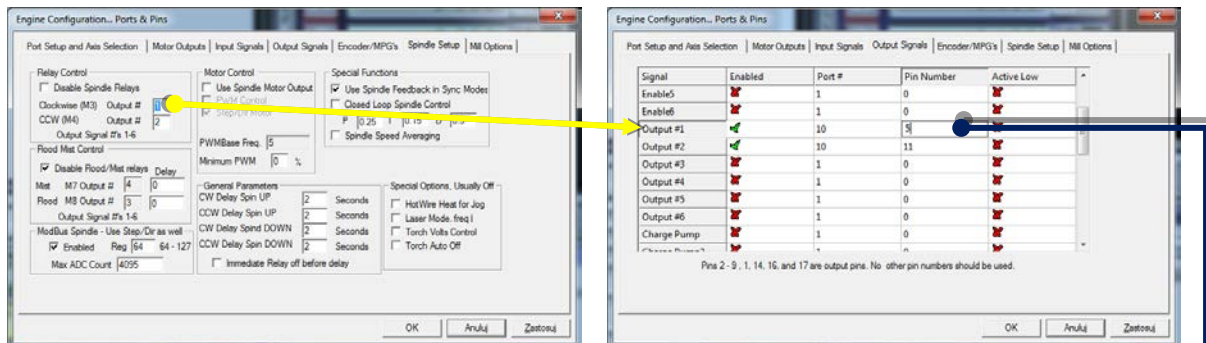 Engine Configuration... Ports & Pins
Port Setup and Axis Selection | Motor Outputs | Input Signals | Output Signals | Encoder/MPG's | Spindle Setup | Mill Options
Relay Control
Disable Spindle Relays
Clockwise (M3) Output # 1
CCW (M4) Output # 2
Output Signal #'s 1-6
Flood Mist Control
Disable Flood/Mist relays Delay
Mist M7 Output # 4 0
Flood M8 Output # 3 0
Output Signal #'s 1-6
ModBus Spindle - Use Step/Dir as well
Enabled Reg 64 64 - 127
Max ADC Count 4095
Motor Control
Use Spindle Motor Output
PWM Control
Step/Dir Motor
PWMBase Freq. 5
Minimum PWM 0 %
General Parameters
CW Delay Spin UP 2 Seconds
CCW Delay Spin UP 2 Seconds
CW Delay Spind DOWN 2 Seconds
CCW Delay Spin DOWN 2 Seconds
Immediate Relay off before delay
Special Functions
Use Spindle Feedback in Sync Modes
Closed Loop Spindle Control
P 0.25 I 0.15 D
Spindle Speed Averaging
Special Options, Usually Off
HotWire Heat for Jog
Laser Mode. freq
Torch Volts Control
Torch Auto Off
OK Anuluj Zastosuj
Engine Configuration... Ports & Pins
Port Setup and Axis Selection | Motor Outputs | Input Signals | Output Signals | Encoder/MPG's | Spindle Setup | Mill Options
Signal Enabled Port # Pin Number Active Low
Enable5 1 0
Enable6 1 0
Output #1 10 5
Output #2 10 11
Output #3 1 0
Output #4 1 0
Output #5 1 0
Output #6 1 0
Charge Pump 1 0
Charge Pump2 1 0
Pins 2 - 9 , 1, 14, 16, and 17 are output pins. No other pin numbers should be used.
OK Anuluj Zastosuj